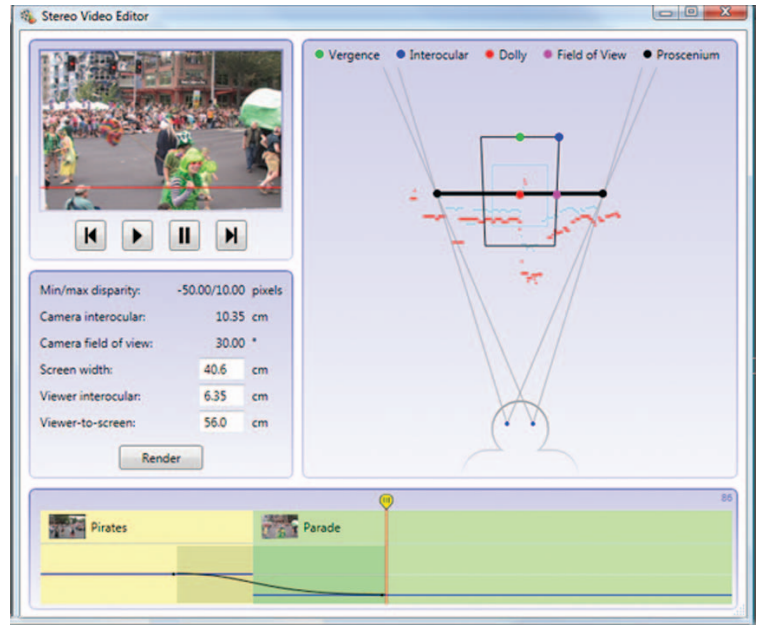 Stereo Video Editor
Vergence Interocular Dolly Field of View Proscenium
Min/max disparity: -50.00/10.00 pixels
Camera interocular: 10.35 cm
Camera field of view: 30.00 °
Screen width: 40.6 cm
Viewer interocular: 6.35 cm
Viewer-to-screen: 56.0 cm
Render
86
Pirates Parade